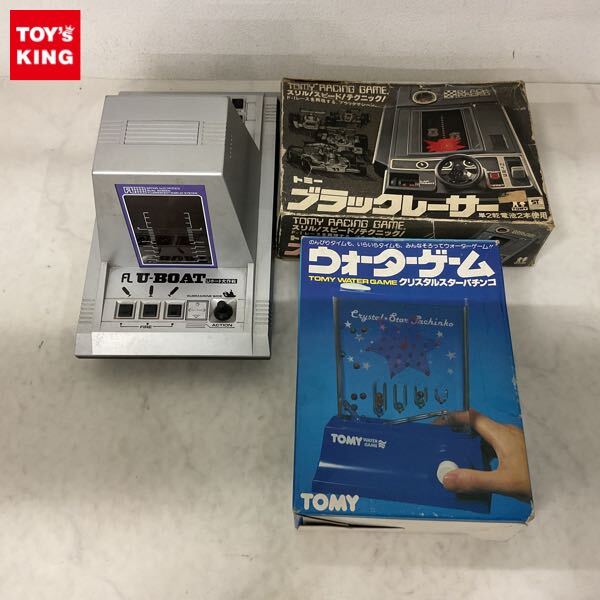 TOY's
KING
TOMY RACING GAME
スリル!スピード!テクニック!
トミー
ブラックレーサー
単2乾電池2本使用
TOMY RACING GAME
スリル!スピード!テクニック!
FL U-BOAT
SUBMARINE SIDE
FIRE
ACTION
のんびりタイムも、いらいらタイムも、みんなそろってウォーターゲーム!!
ウォーターゲーム
TOMY WATER GAME クリスタルスターパチンコ
Crystal・Star Pachinko
TOMY WATER GAME
TOMY